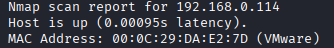 Nmap scan report for 192.168.0.114
Host is up (0.00095s latency).
MAC Address: 00:0C:29:DA:E2:7D (VMware)